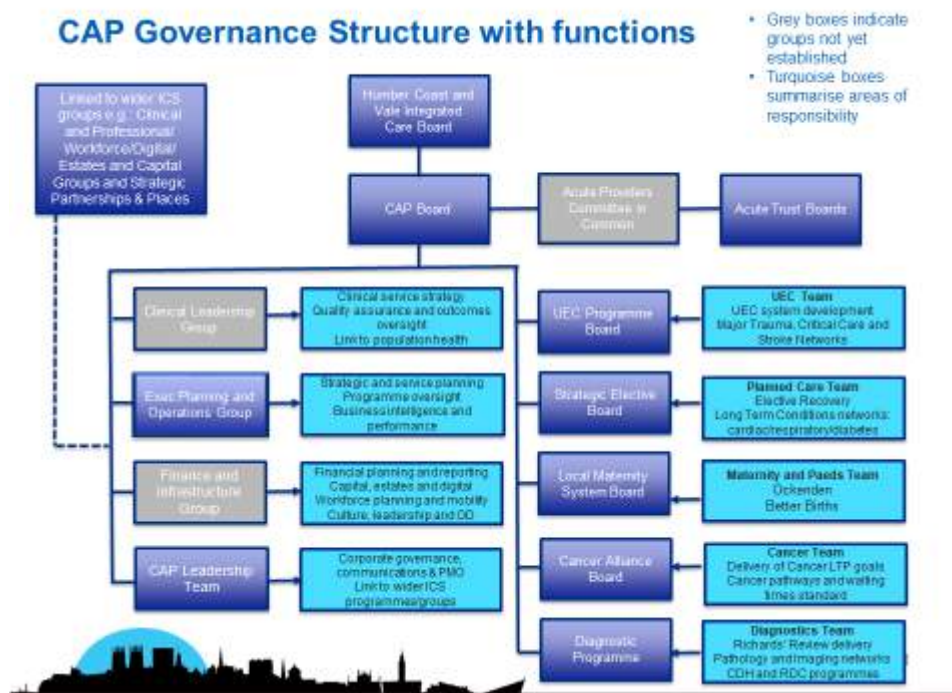 CAP Governance Structure with functions
• Grey boxes indicate
groups not yet
established
• Turquoise boxes
summarise areas of
responsibility
Linked to wider ICS
groups e.g.: Clinical
and Professional/
Workforce/Digital/
Estates and Capital
Groups and Strategic
Partnerships & Places
Humber Coast and
Vale Integrated
Care Board
CAP Board
Acute Providers
Committee in
Common
Acute Trust Boards
Clinical Leadership
Group
Clinical service strategy
Quality assurance and outcomes
oversight
Link to population health
Exec Planning and
Operations Group
Strategic and service planning
Programme oversight
Business intelligence and
performance
Finance and
Infrastructure
Group
Financial planning and reporting
Capital, estates and digital
Workforce planning and mobility
Culture, leadership and OD
CAP Leadership
Team
Corporate governance,
communications & PMO
Link to wider ICS
programmes/groups
UEC Programme
Board
UEC Team
UEC system development
Major Trauma, Critical Care and
Stroke Networks
Strategic Elective
Board
Planned Care Team
Elective Recovery
Long Term Conditions networks:
cardiac/respiratory/diabetes
Local Maternity
System Board
Maternity and Paeds Team
Ockenden
Better Births
Cancer Alliance
Board
Cancer Team
Delivery of Cancer LTP goals
Cancer pathways and waiting
times standard
Diagnostic
Programme
Diagnostics Team
Richards' Review delivery
Pathology and Imaging networks
CDH and RDC programmes